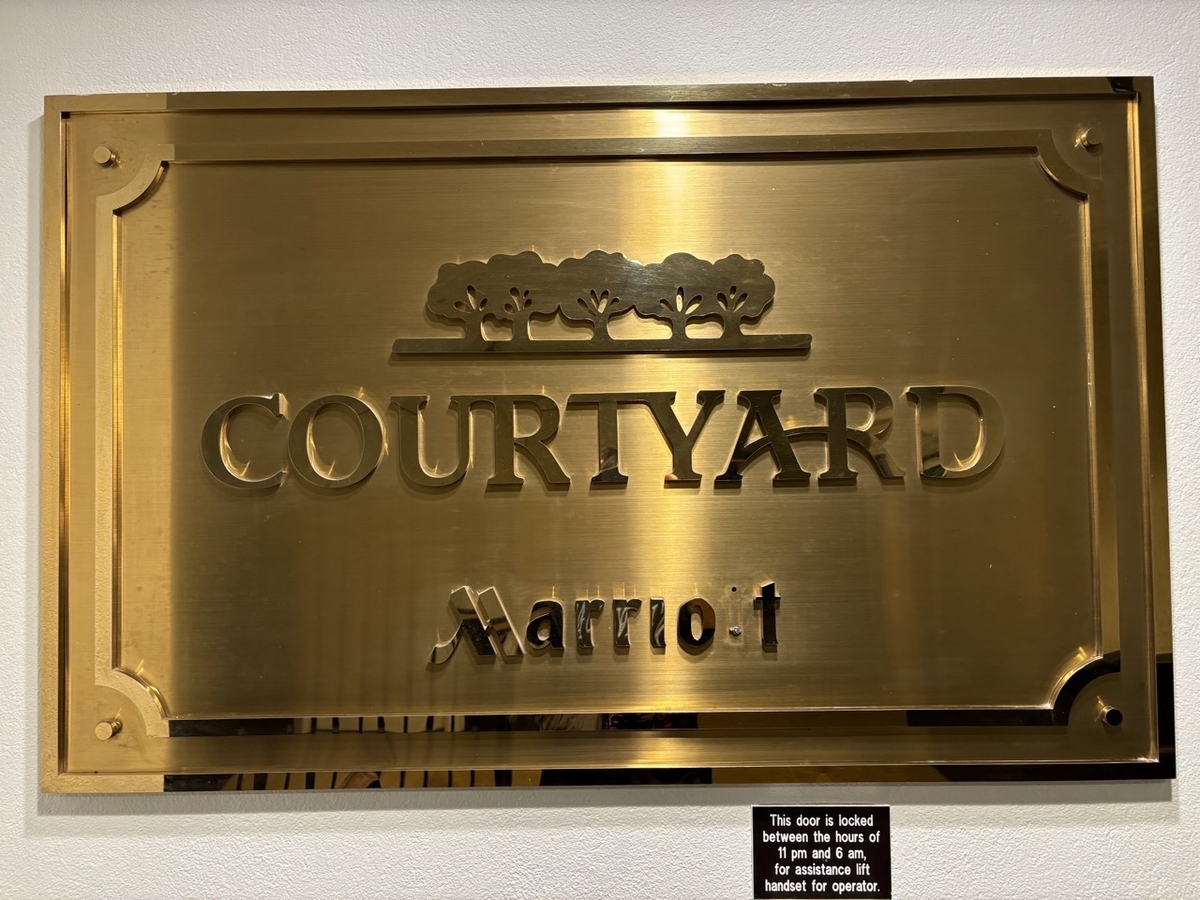 COURTYARD
Marrio t
This door is locked
between the hours of
11 pm and 6 am,
for assistance lift
handset for operator.